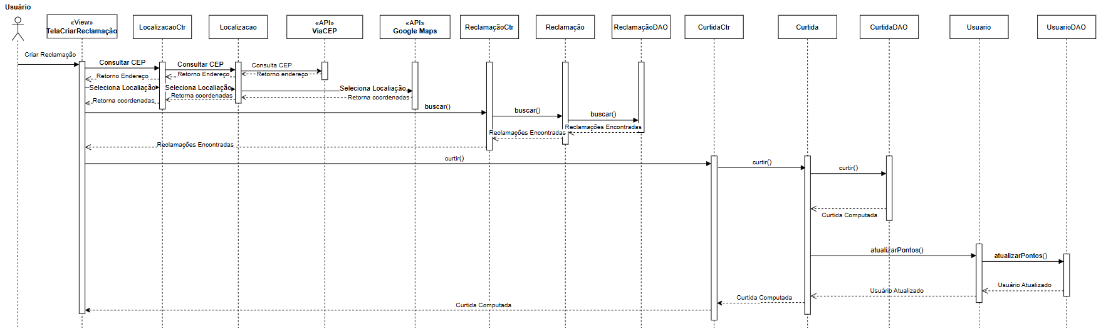 Usuário
«View»
TelaCriarReclamação
LocalizacaoCtr
Localizacao
«API»
ViaCEP
«API»
Google Maps
ReclamaçãoCtr
Reclamação
ReclamaçãoDAO
CurtidaCtr
Curtida
CurtidaDAO
Usuario
UsuarioDAO
Criar Reclamação
Consultar CEP
Consultar CEP
Consulta CEP
Retorno Endereço
Retorno Endereço
Retorno endereço
Seleciona Localiação
Seleciona Localiação
Seleciona Localiação
Retorna coordenadas
Retorna coordenadas
Retorna coordenadas
buscar()
buscar()
buscar()
Reclamações Encontradas
Reclamações Encontradas
Reclamações Encontradas
curtir()
curtir()
curtir()
Curtida Computada
atualizarPontos()
atualizarPontos()
Usuário Atualizado
Usuário Atualizado
Curtida Computada
Curtida Computada